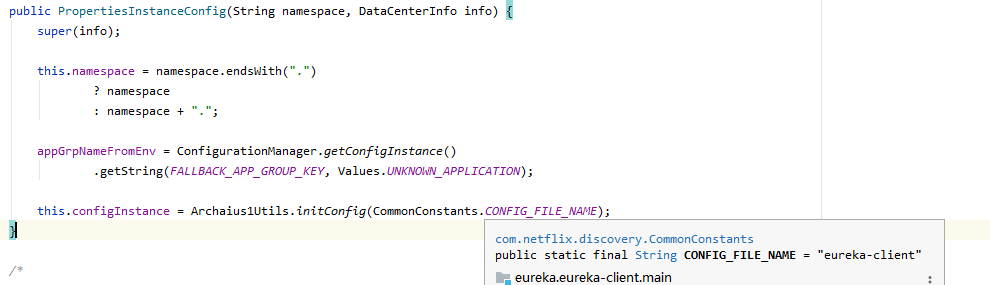 public PropertiesInstanceConfig(String namespace, DataCenterInfo info) {
super(info);
this.namespace = namespace.endsWith(".")
? namespace
: namespace + ".";
appGrpNameFromEnv = ConfigurationManager.getConfigInstance()
.getString(FALLBACK_APP_GROUP_KEY, Values.UNKNOWN_APPLICATION);
this.configInstance = Archaius1Utils.initConfig(CommonConstants.CONFIG_FILE_NAME);
}
com.netflix.discovery.CommonConstants
public static final String CONFIG_FILE_NAME = "eureka-client"
/*
eureka.eureka-client.main